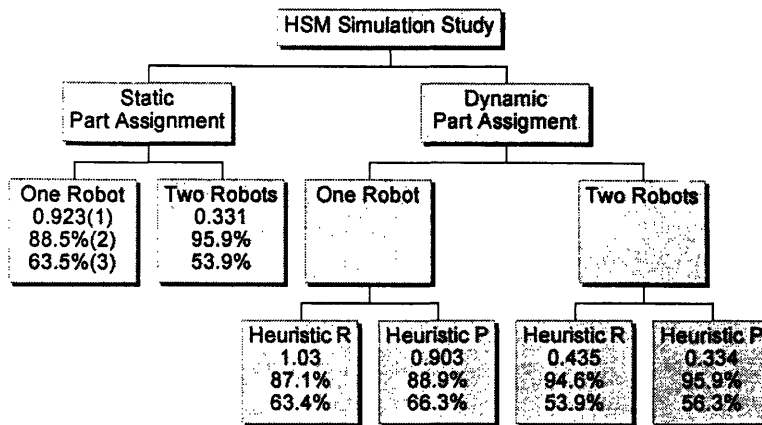 HSM Simulation Study
Static
Part Assignment
Dynamic
Part Assigment
One Robot
0.923(1)
88.5%(2)
63.5%(3)
Two Robots
0.331
95.9%
53.9%
One Robot
Two Robots
Heuristic R
1.03
87.1%
63.4%
Heuristic P
0.903
88.9%
66.3%
Heuristic R
0.435
94.6%
53.9%
Heuristic P
0.334
95.9%
56.3%